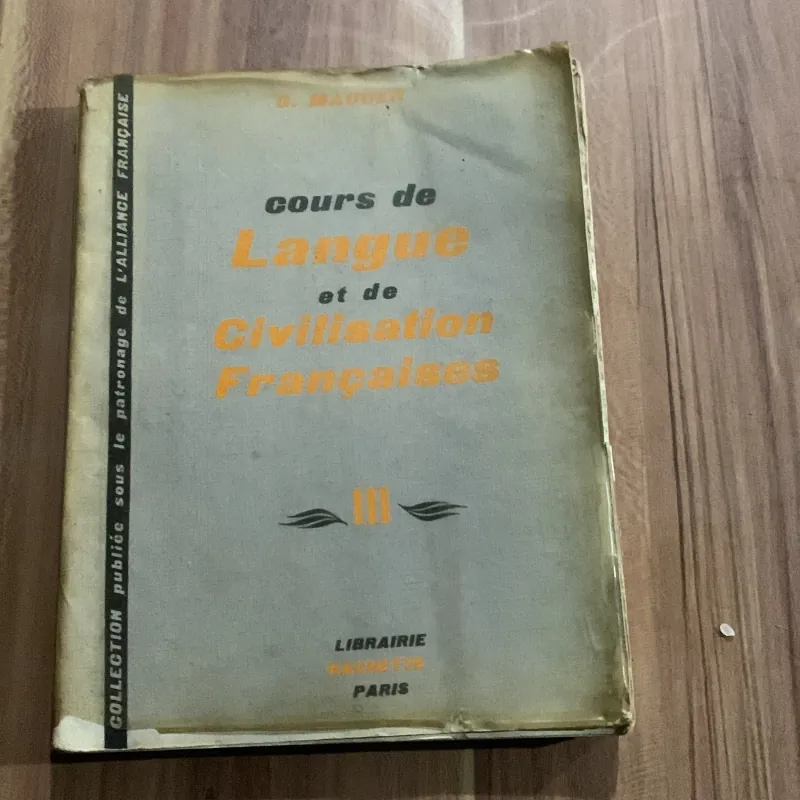 G. MAUGER
cours de
Langue
et de
Civilisation
Françaises
III
LIBRAIRIE
HACHETTE
PARIS
COLLECTION publiée sous le patronage de L'ALLIANCE FRANÇAISE